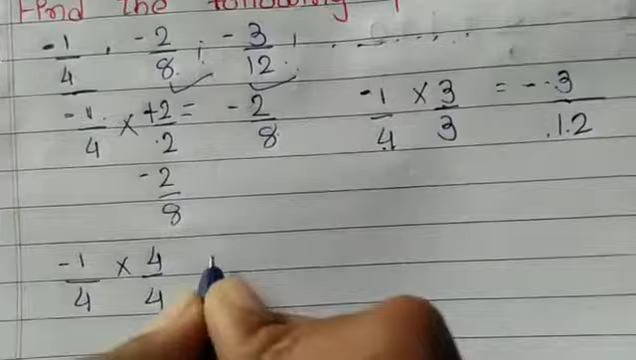 Find the following
-1/4, -2/8, -3/12, ........
-1/4 × +2/2 = -2/8
-1/4 × 3/3 = -3/12
-2/8
-1/4 × 4/4